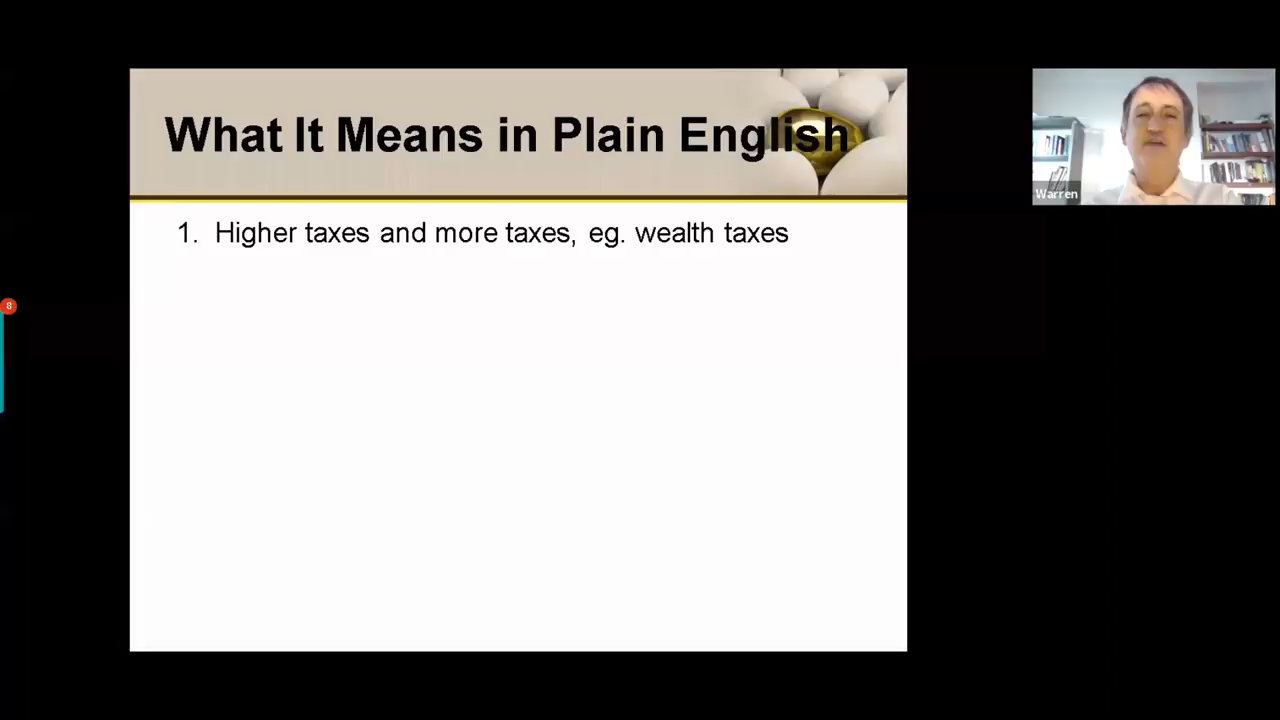 What It Means in Plain English
1. Higher taxes and more taxes, eg. wealth taxes
Warren
8